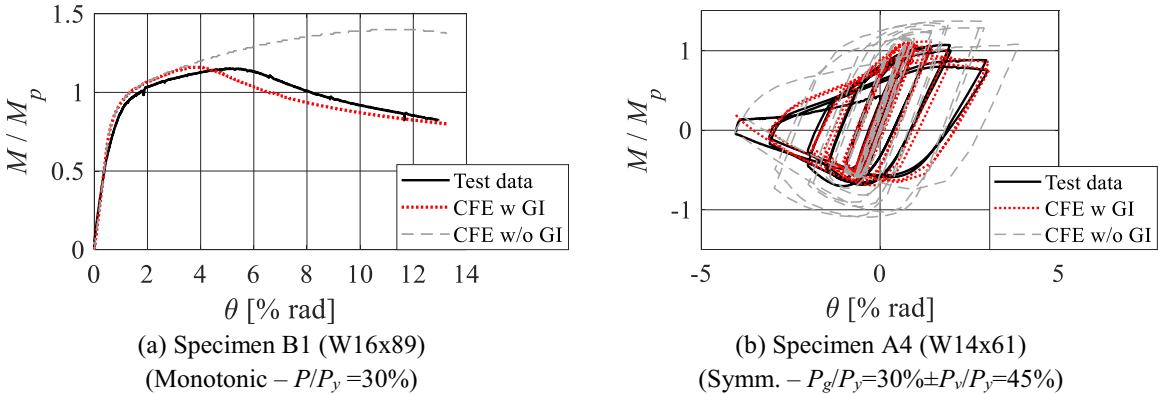 1.5
1
0.5
0
M / Mp
0 2 4 6 8 10 12 14
θ [% rad]
Test data
CFE w GI
CFE w/o GI
(a) Specimen B1 (W16x89)
(Monotonic – P/Py =30%)
1
0
-1
M / Mp
-5 0 5
θ [% rad]
Test data
CFE w GI
CFE w/o GI
(b) Specimen A4 (W14x61)
(Symm. – Pg/Py=30%±Pv/Py=45%)